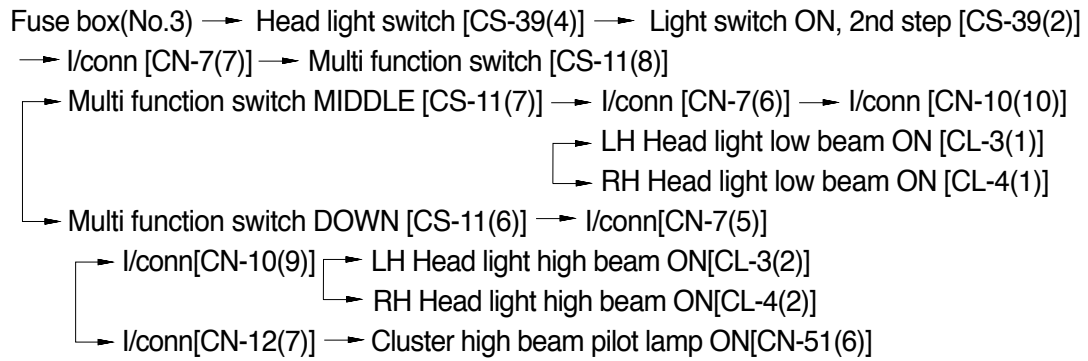 Fuse box(No.3) → Head light switch [CS-39(4)] → Light switch ON, 2nd step [CS-39(2)]
→ I/conn [CN-7(7)] → Multi function switch [CS-11(8)]
→ Multi function switch MIDDLE [CS-11(7)] → I/conn [CN-7(6)] → I/conn [CN-10(10)]
→ LH Head light low beam ON [CL-3(1)]
→ RH Head light low beam ON [CL-4(1)]
→ Multi function switch DOWN [CS-11(6)] → I/conn[CN-7(5)]
→ I/conn[CN-10(9)] → LH Head light high beam ON[CL-3(2)]
→ RH Head light high beam ON[CL-4(2)]
→ I/conn[CN-12(7)] → Cluster high beam pilot lamp ON[CN-51(6)]